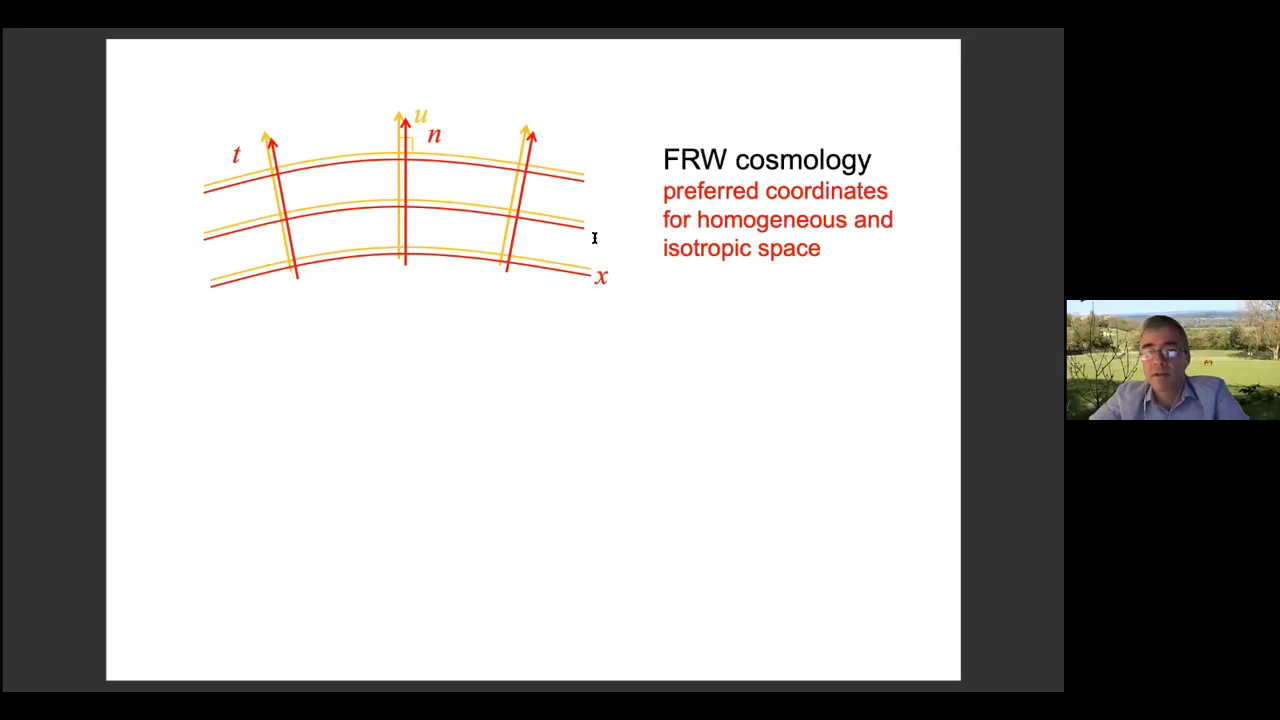 u
n
t
x
FRW cosmology
preferred coordinates
for homogeneous and
isotropic space